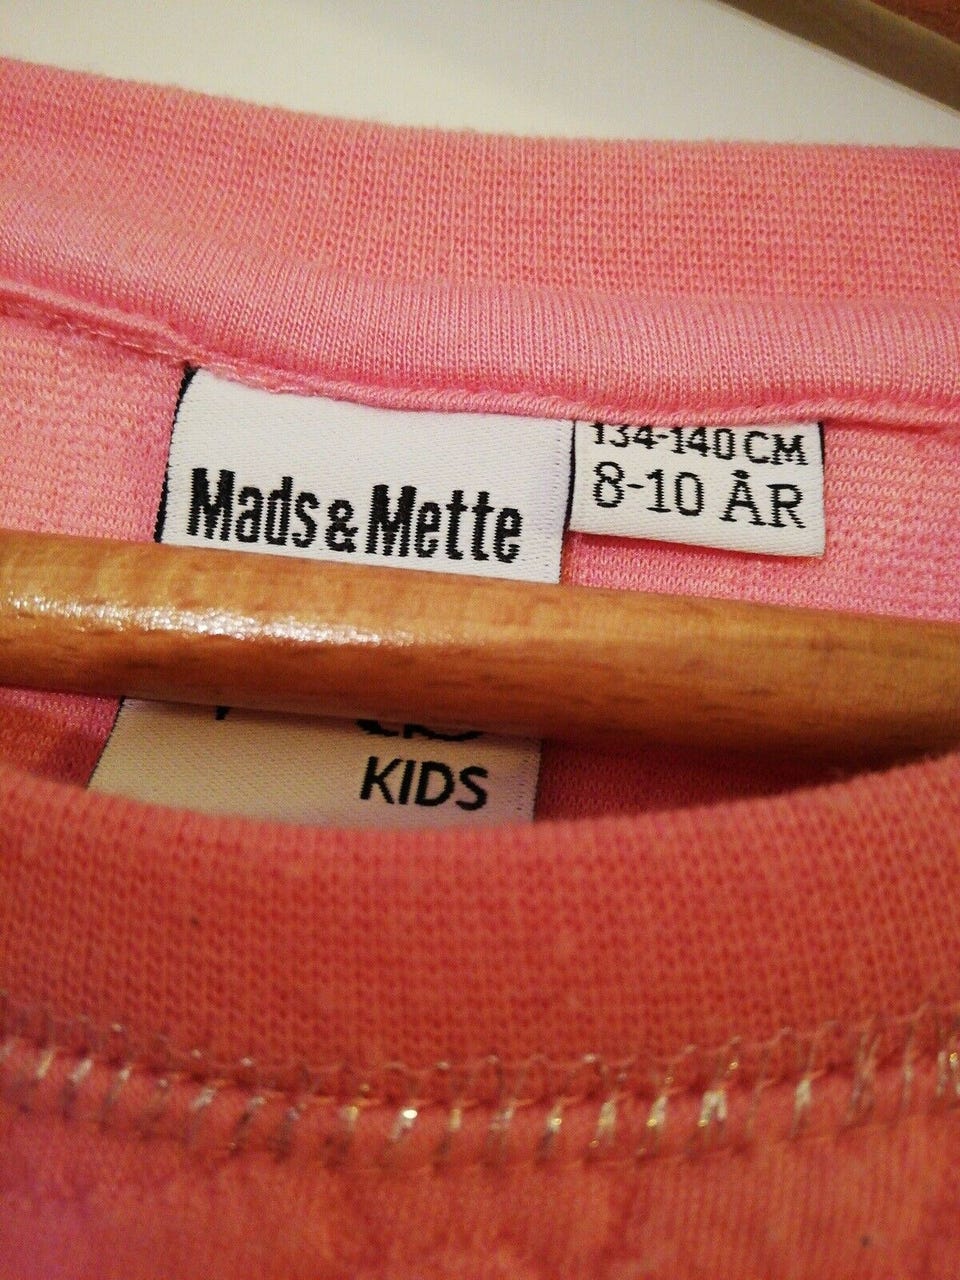 Mads & Mette
134-140 CM
8-10 ÅR
KIDS